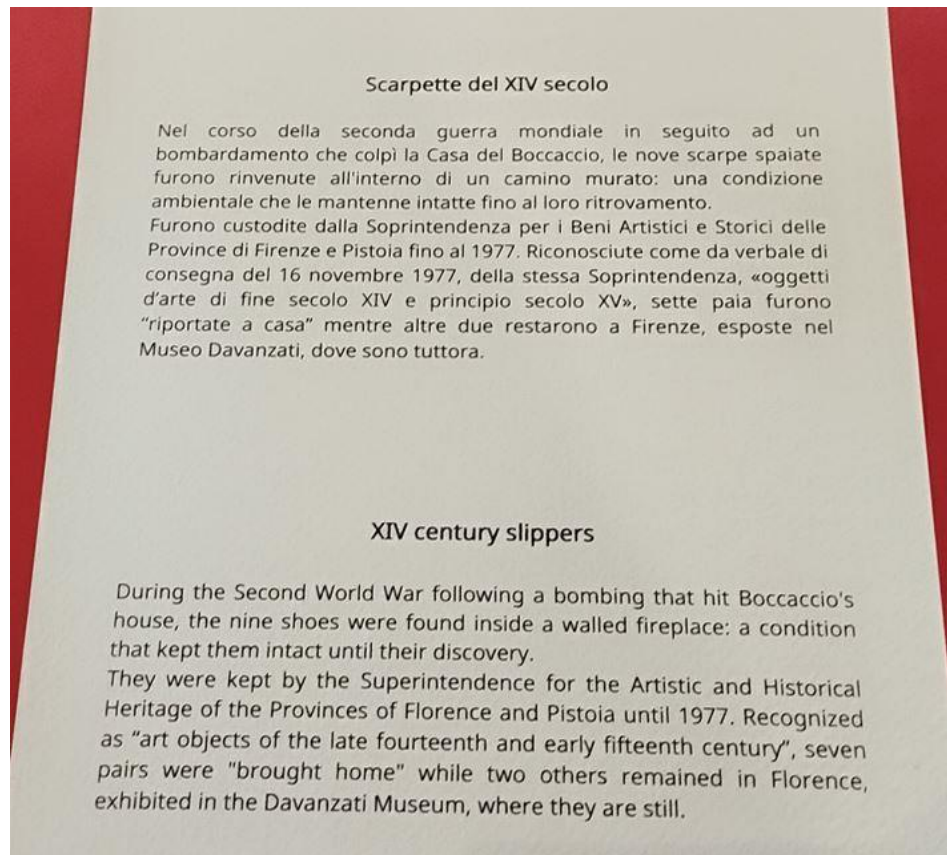 Scarpette del XIV secolo
Nel corso della seconda guerra mondiale in seguito ad un
bombardamento che colpì la Casa del Boccaccio, le nove scarpe spaiate
furono rinvenute all'interno di un camino murato: una condizione
ambientale che le mantenne intatte fino al loro ritrovamento.
Furono custodite dalla Soprintendenza per i Beni Artistici e Storici delle
Province di Firenze e Pistoia fino al 1977. Riconosciute come da verbale di
consegna del 16 novembre 1977, della stessa Soprintendenza, «oggetti
d'arte di fine secolo XIV e principio secolo XV», sette paia furono
“riportate a casa” mentre altre due restarono a Firenze, esposte nel
Museo Davanzati, dove sono tuttora.
XIV century slippers
During the Second World War following a bombing that hit Boccaccio's
house, the nine shoes were found inside a walled fireplace: a condition
that kept them intact until their discovery.
They were kept by the Superintendence for the Artistic and Historical
Heritage of the Provinces of Florence and Pistoia until 1977. Recognized
as “art objects of the late fourteenth and early fifteenth century”, seven
pairs were "brought home" while two others remained in Florence,
exhibited in the Davanzati Museum, where they are still.